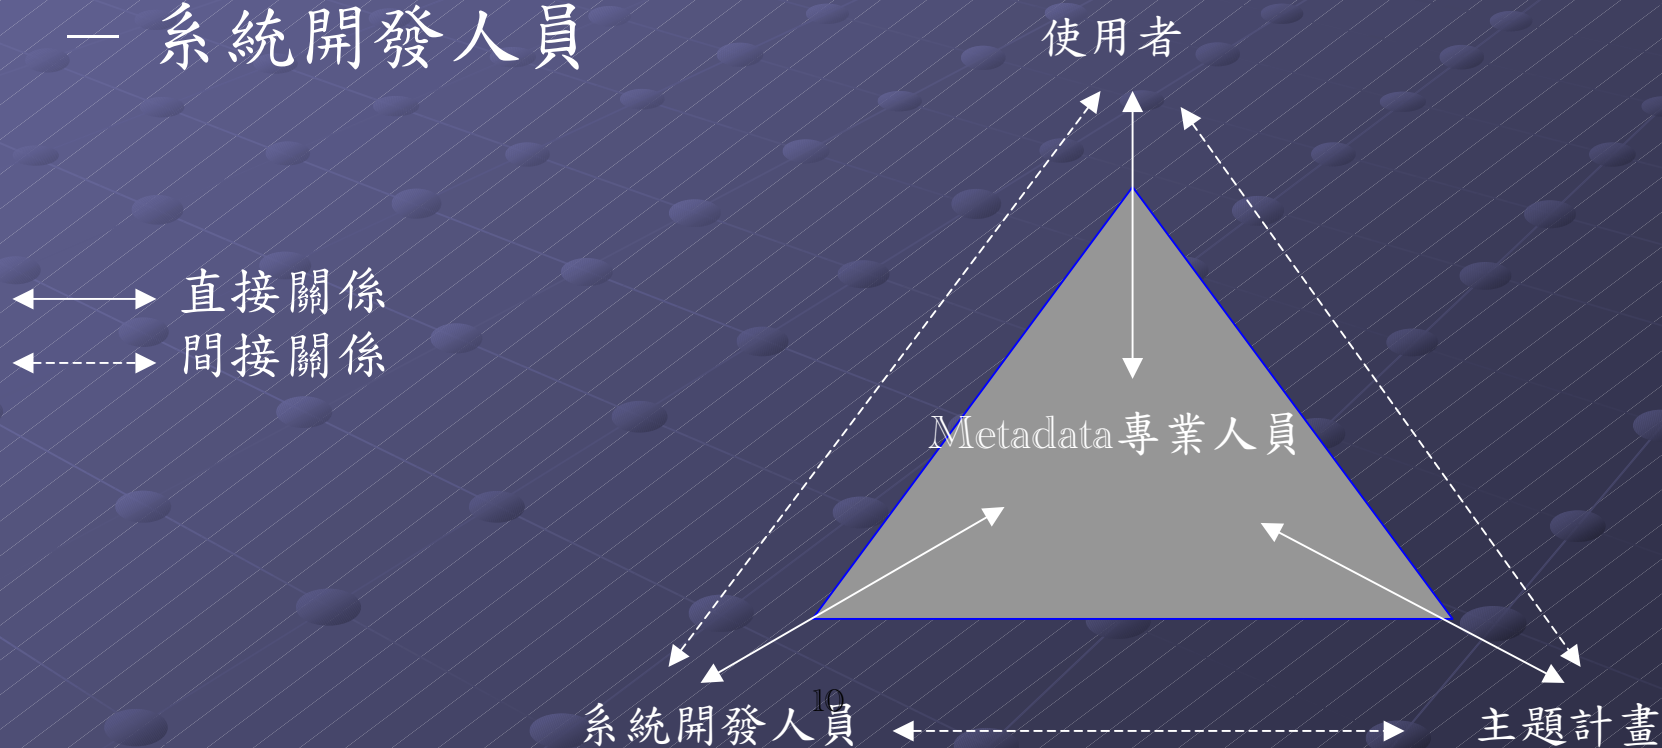 — 系統開發人員
使用者
直接關係
間接關係
Metadata專業人員
10
系統開發人員
主題計畫